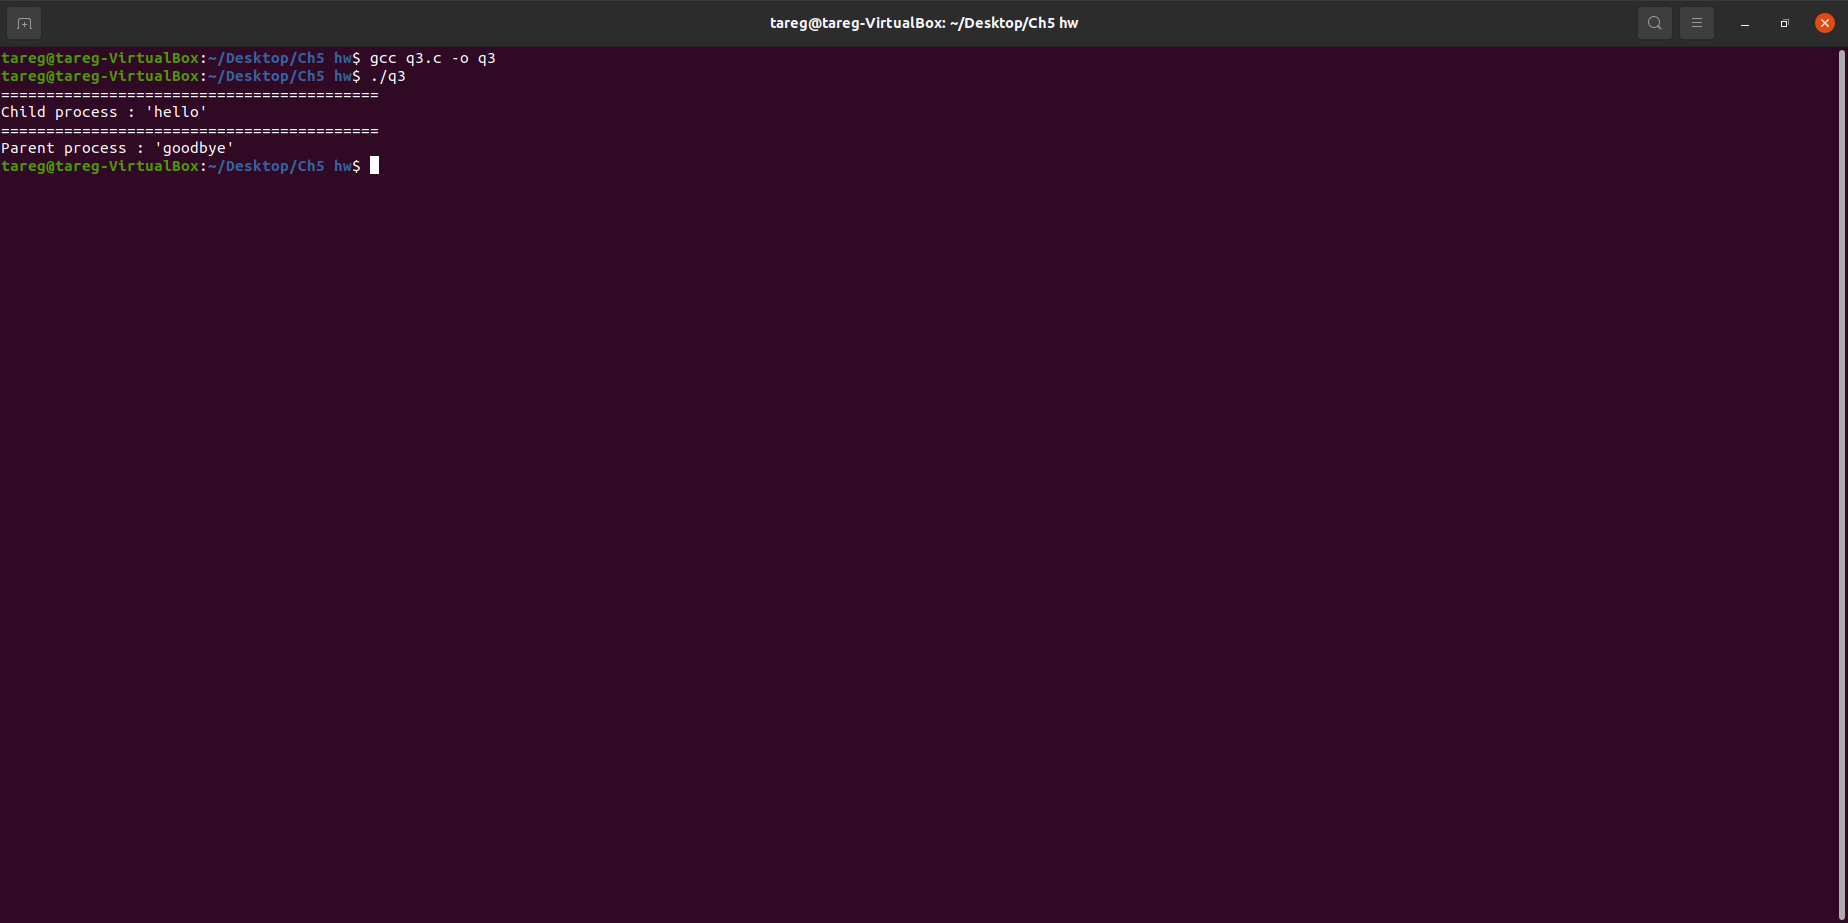 tareg@tareg-VirtualBox: ~/Desktop/Ch5 hw
tareg@tareg-VirtualBox:~/Desktop/Ch5 hw$ gcc q3.c -o q3
tareg@tareg-VirtualBox:~/Desktop/Ch5 hw$ ./q3
==========================================
Child process : 'hello'
==========================================
Parent process : 'goodbye'
tareg@tareg-VirtualBox:~/Desktop/Ch5 hw$